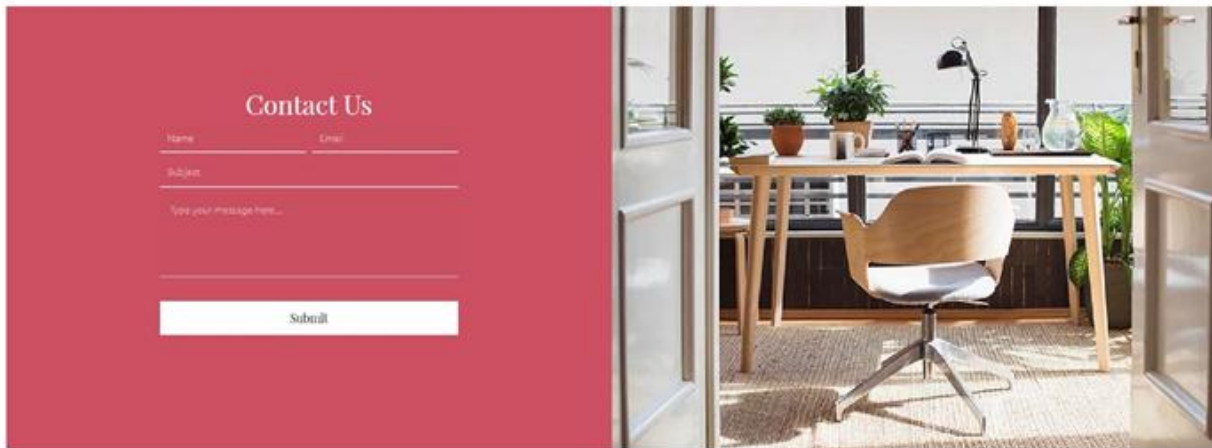 Contact Us
Name Email
Subject
Type your message here...
Submit